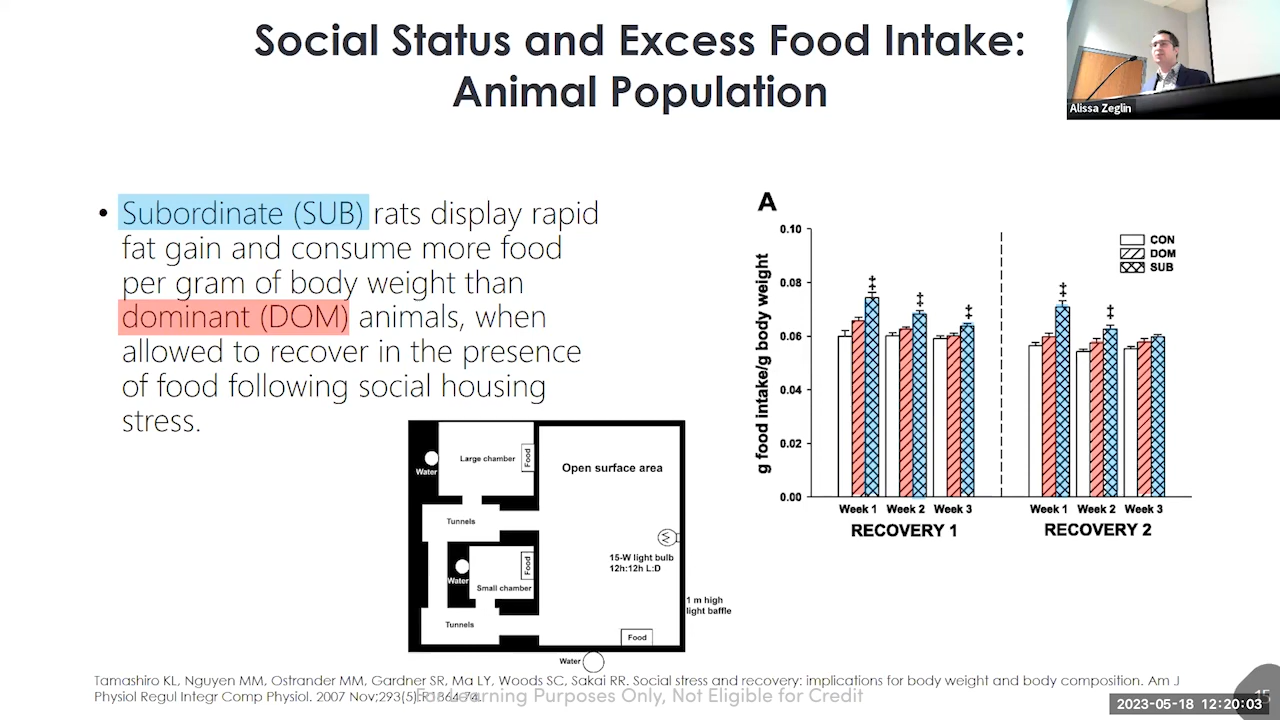 Social Status and Excess Food Intake:
Animal Population
Alissa Zeglin
• Subordinate (SUB) rats display rapid
fat gain and consume more food
per gram of body weight than
dominant (DOM) animals, when
allowed to recover in the presence
of food following social housing
stress.
A
g food intake/g body weight
0.10
0.08
0.06
0.04
0.02
0.00
CON
DOM
SUB
‡ ‡ ‡ ‡ ‡
Week 1 Week 2 Week 3 Week 1 Week 2 Week 3
RECOVERY 1 RECOVERY 2
Water
Large chamber
Food
Open surface area
Tunnels
Water
Food
Small chamber
15-W light bulb
12h:12h L:D
1 m high
light baffle
Tunnels
Food
Water
Tamashiro KL, Nguyen MM, Ostrander MM, Gardner SR, Ma LY, Woods SC, Sakai RR. Social stress and recovery: implications for body weight and body composition. Am J
Physiol Regul Integr Comp Physiol. 2007 Nov;293(5):R1864-74.
For Learning Purposes Only, Not Eligible for Credit
15
2023-05-18 12:20:03